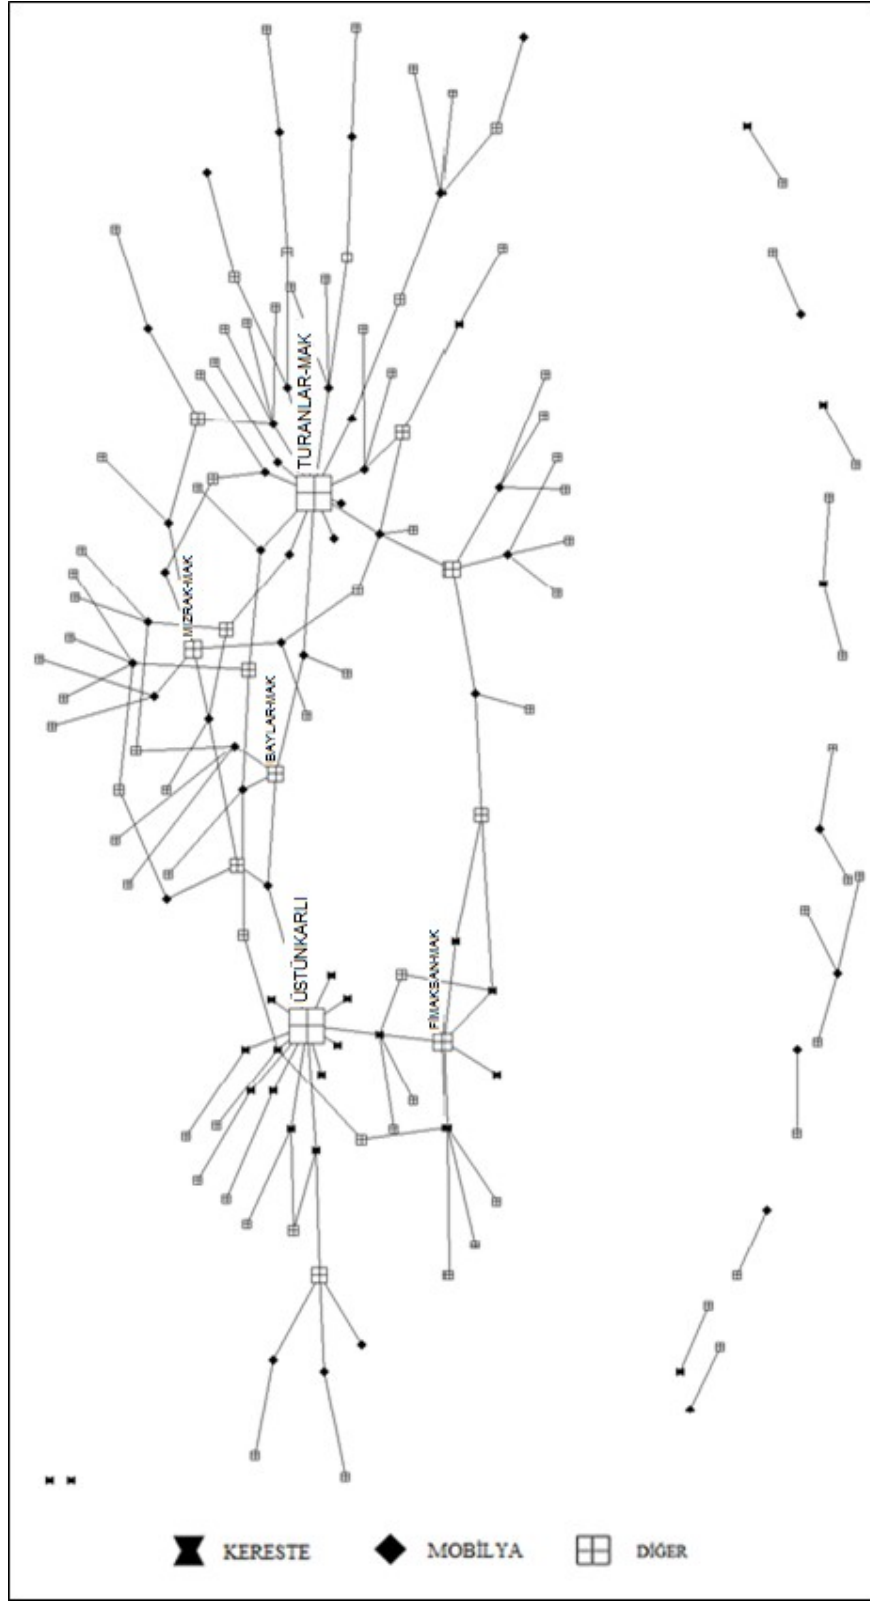 TURANLAR-MAK
MIZRAK-MAK
BAYLAR-MAK
ÜSTÜNKARLI
FİMAKSAN-MAK
KERESTE
MOBİLYA
DİĞER